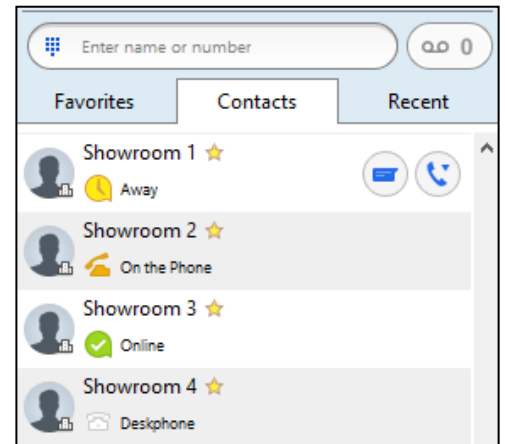 Enter name or number
0
Favorites Contacts Recent
Showroom 1
Away
Showroom 2
On the Phone
Showroom 3
Online
Showroom 4
Deskphone